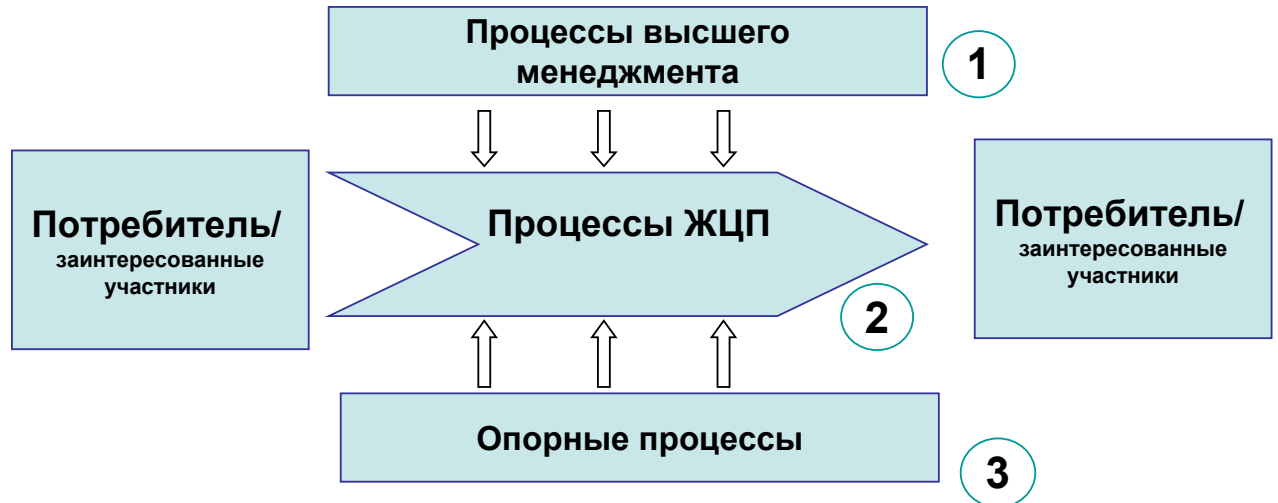 Процессы высшего
менеджмента
1
Потребитель/
заинтересованные
участники
Процессы ЖЦП
2
Потребитель/
заинтересованные
участники
Опорные процессы
3